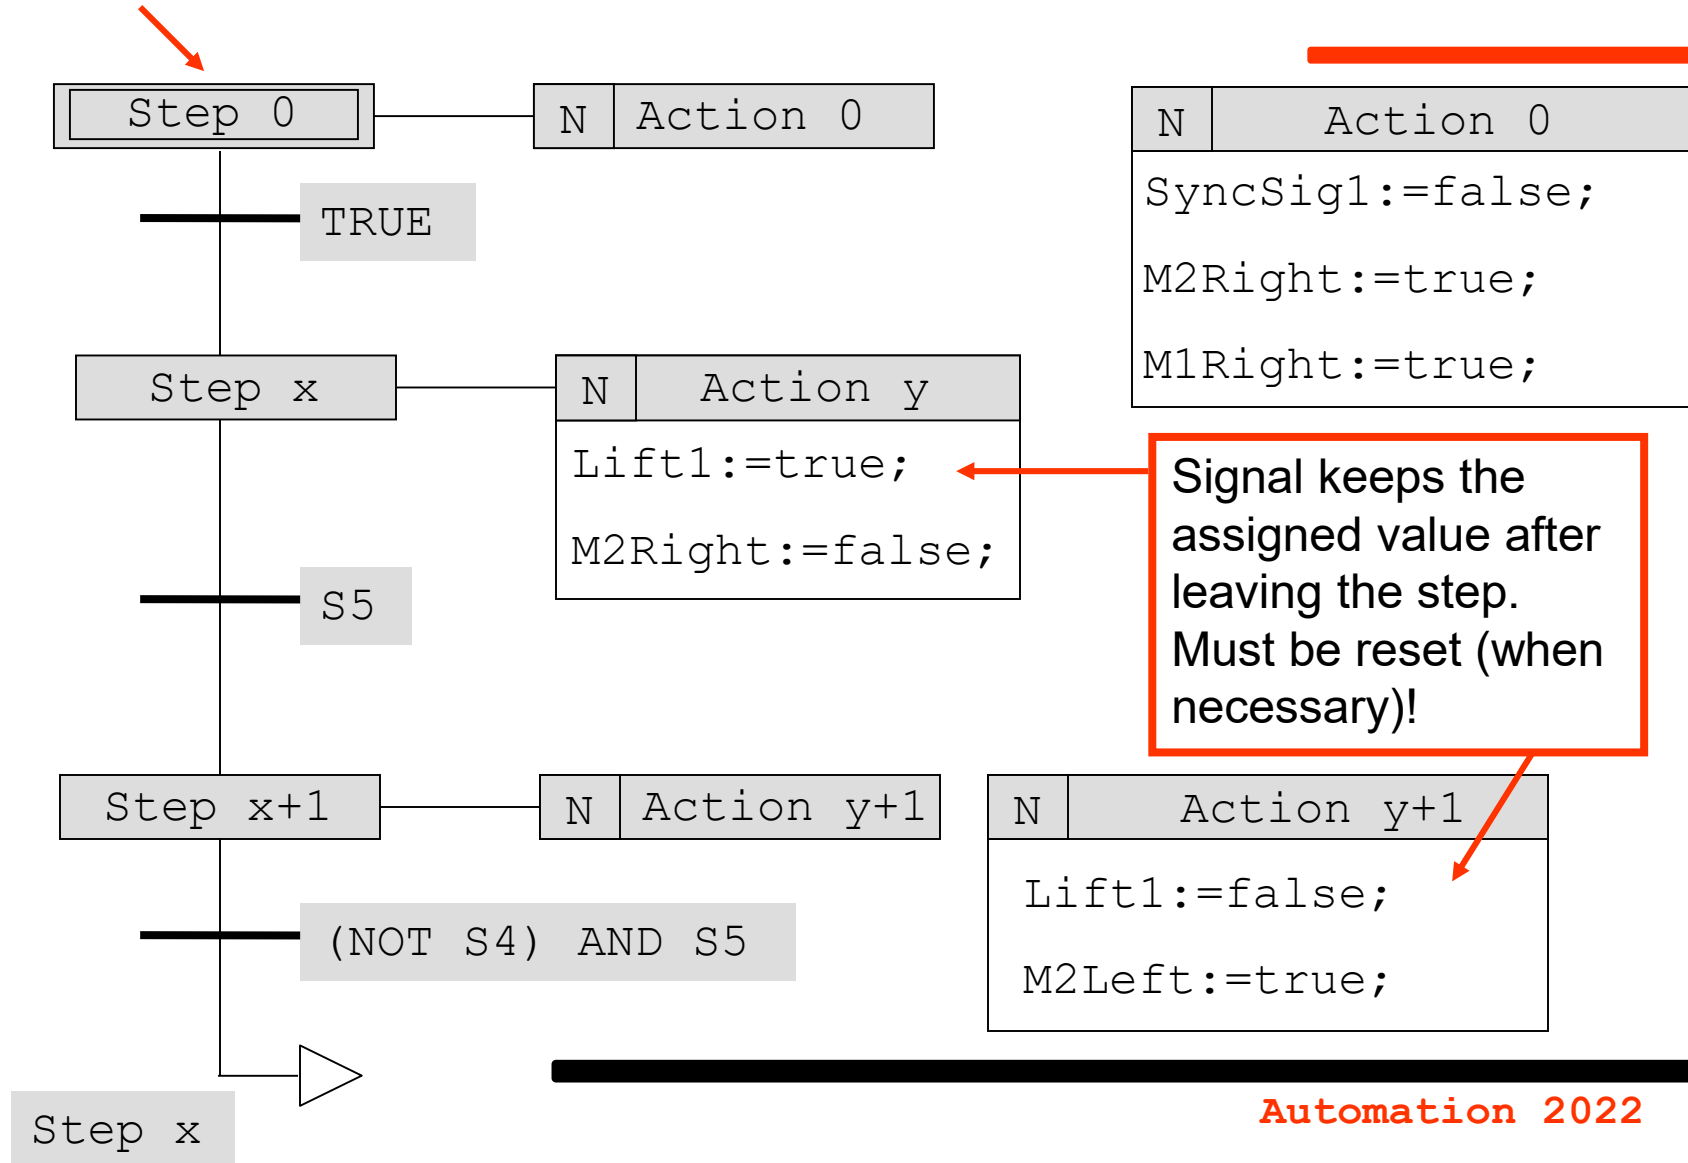 Step 0
N Action 0
TRUE
N Action 0
SyncSig1:=false;
M2Right:=true;
M1Right:=true;
Step x
N Action y
Lift1:=true;
M2Right:=false;
Signal keeps the
assigned value after
leaving the step.
Must be reset (when
necessary)!
S5
Step x+1
N Action y+1
N Action y+1
Lift1:=false;
M2Left:=true;
(NOT S4) AND S5
Step x
Automation 2022